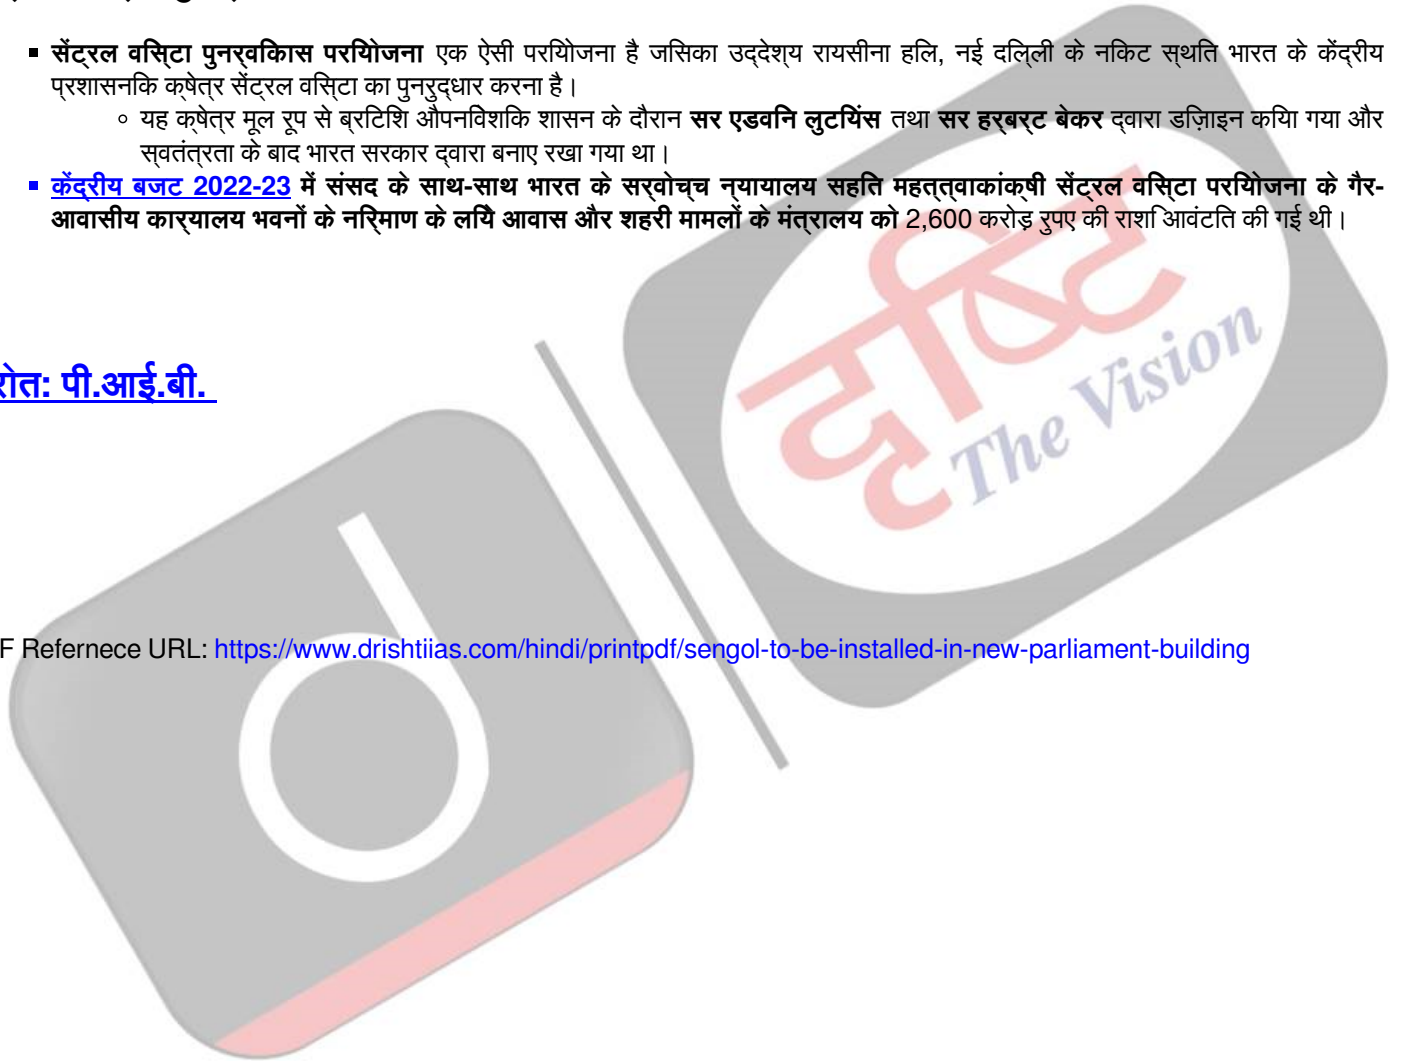 सेंट्रल विस्टा पुनर्विकास परियोजना एक ऐसी परियोजना है जिसका उद्देश्य रायसीना हिल, नई दिल्ली के निकट स्थित भारत के केंद्रीय
प्रशासनिक क्षेत्र सेंट्रल विस्टा का पुनरुद्धार करना है।
यह क्षेत्र मूल रूप से ब्रिटिश औपनिवेशिक शासन के दौरान सर एडविन लुटियंस तथा सर हर्बर्ट बेकर द्वारा डिज़ाइन किया गया और
स्वतंत्रता के बाद भारत सरकार द्वारा बनाए रखा गया था।
केंद्रीय बजट 2022-23 में संसद के साथ-साथ भारत के सर्वोच्च न्यायालय सहित महत्त्वाकांक्षी सेंट्रल विस्टा परियोजना के गैर-
आवासीय कार्यालय भवनों के निर्माण के लिये आवास और शहरी मामलों के मंत्रालय को 2,600 करोड़ रुपए की राशि आवंटित की गई थी।
रोत: पी.आई.बी.
दृष्टि
The Vision
d
F Refernece URL: https://www.drishtiias.com/hindi/printpdf/sengol-to-be-installed-in-new-parliament-building